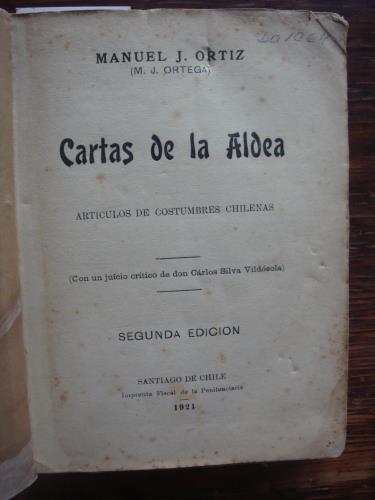 MANUEL J. ORTIZ
(M. J. ORTEGA)
Cartas de la Aldea
ARTICULOS DE COSTUMBRES CHILENAS
(Con un juicio crítico de don Cárlos Silva Vildósola)
SEGUNDA EDICION
SANTIAGO DE CHILE
Imprenta Fiscal de la Penitenciaría
1921